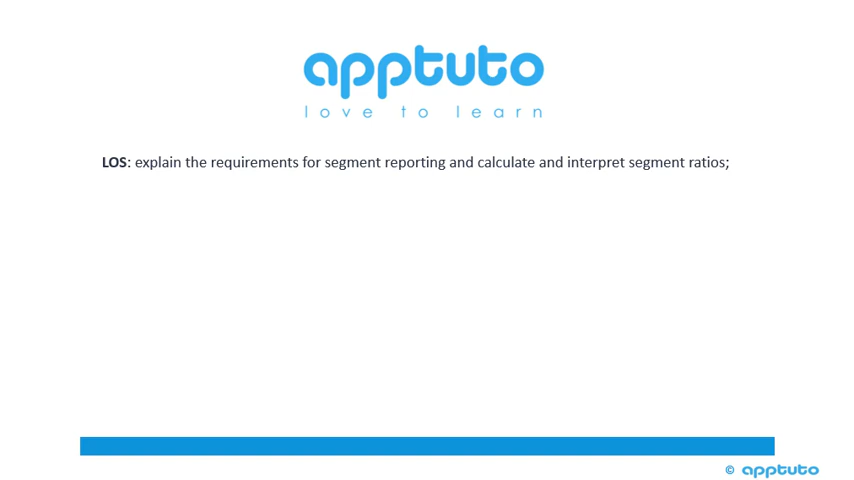 apptuto
love to learn
LOS: explain the requirements for segment reporting and calculate and interpret segment ratios;
© apptuto